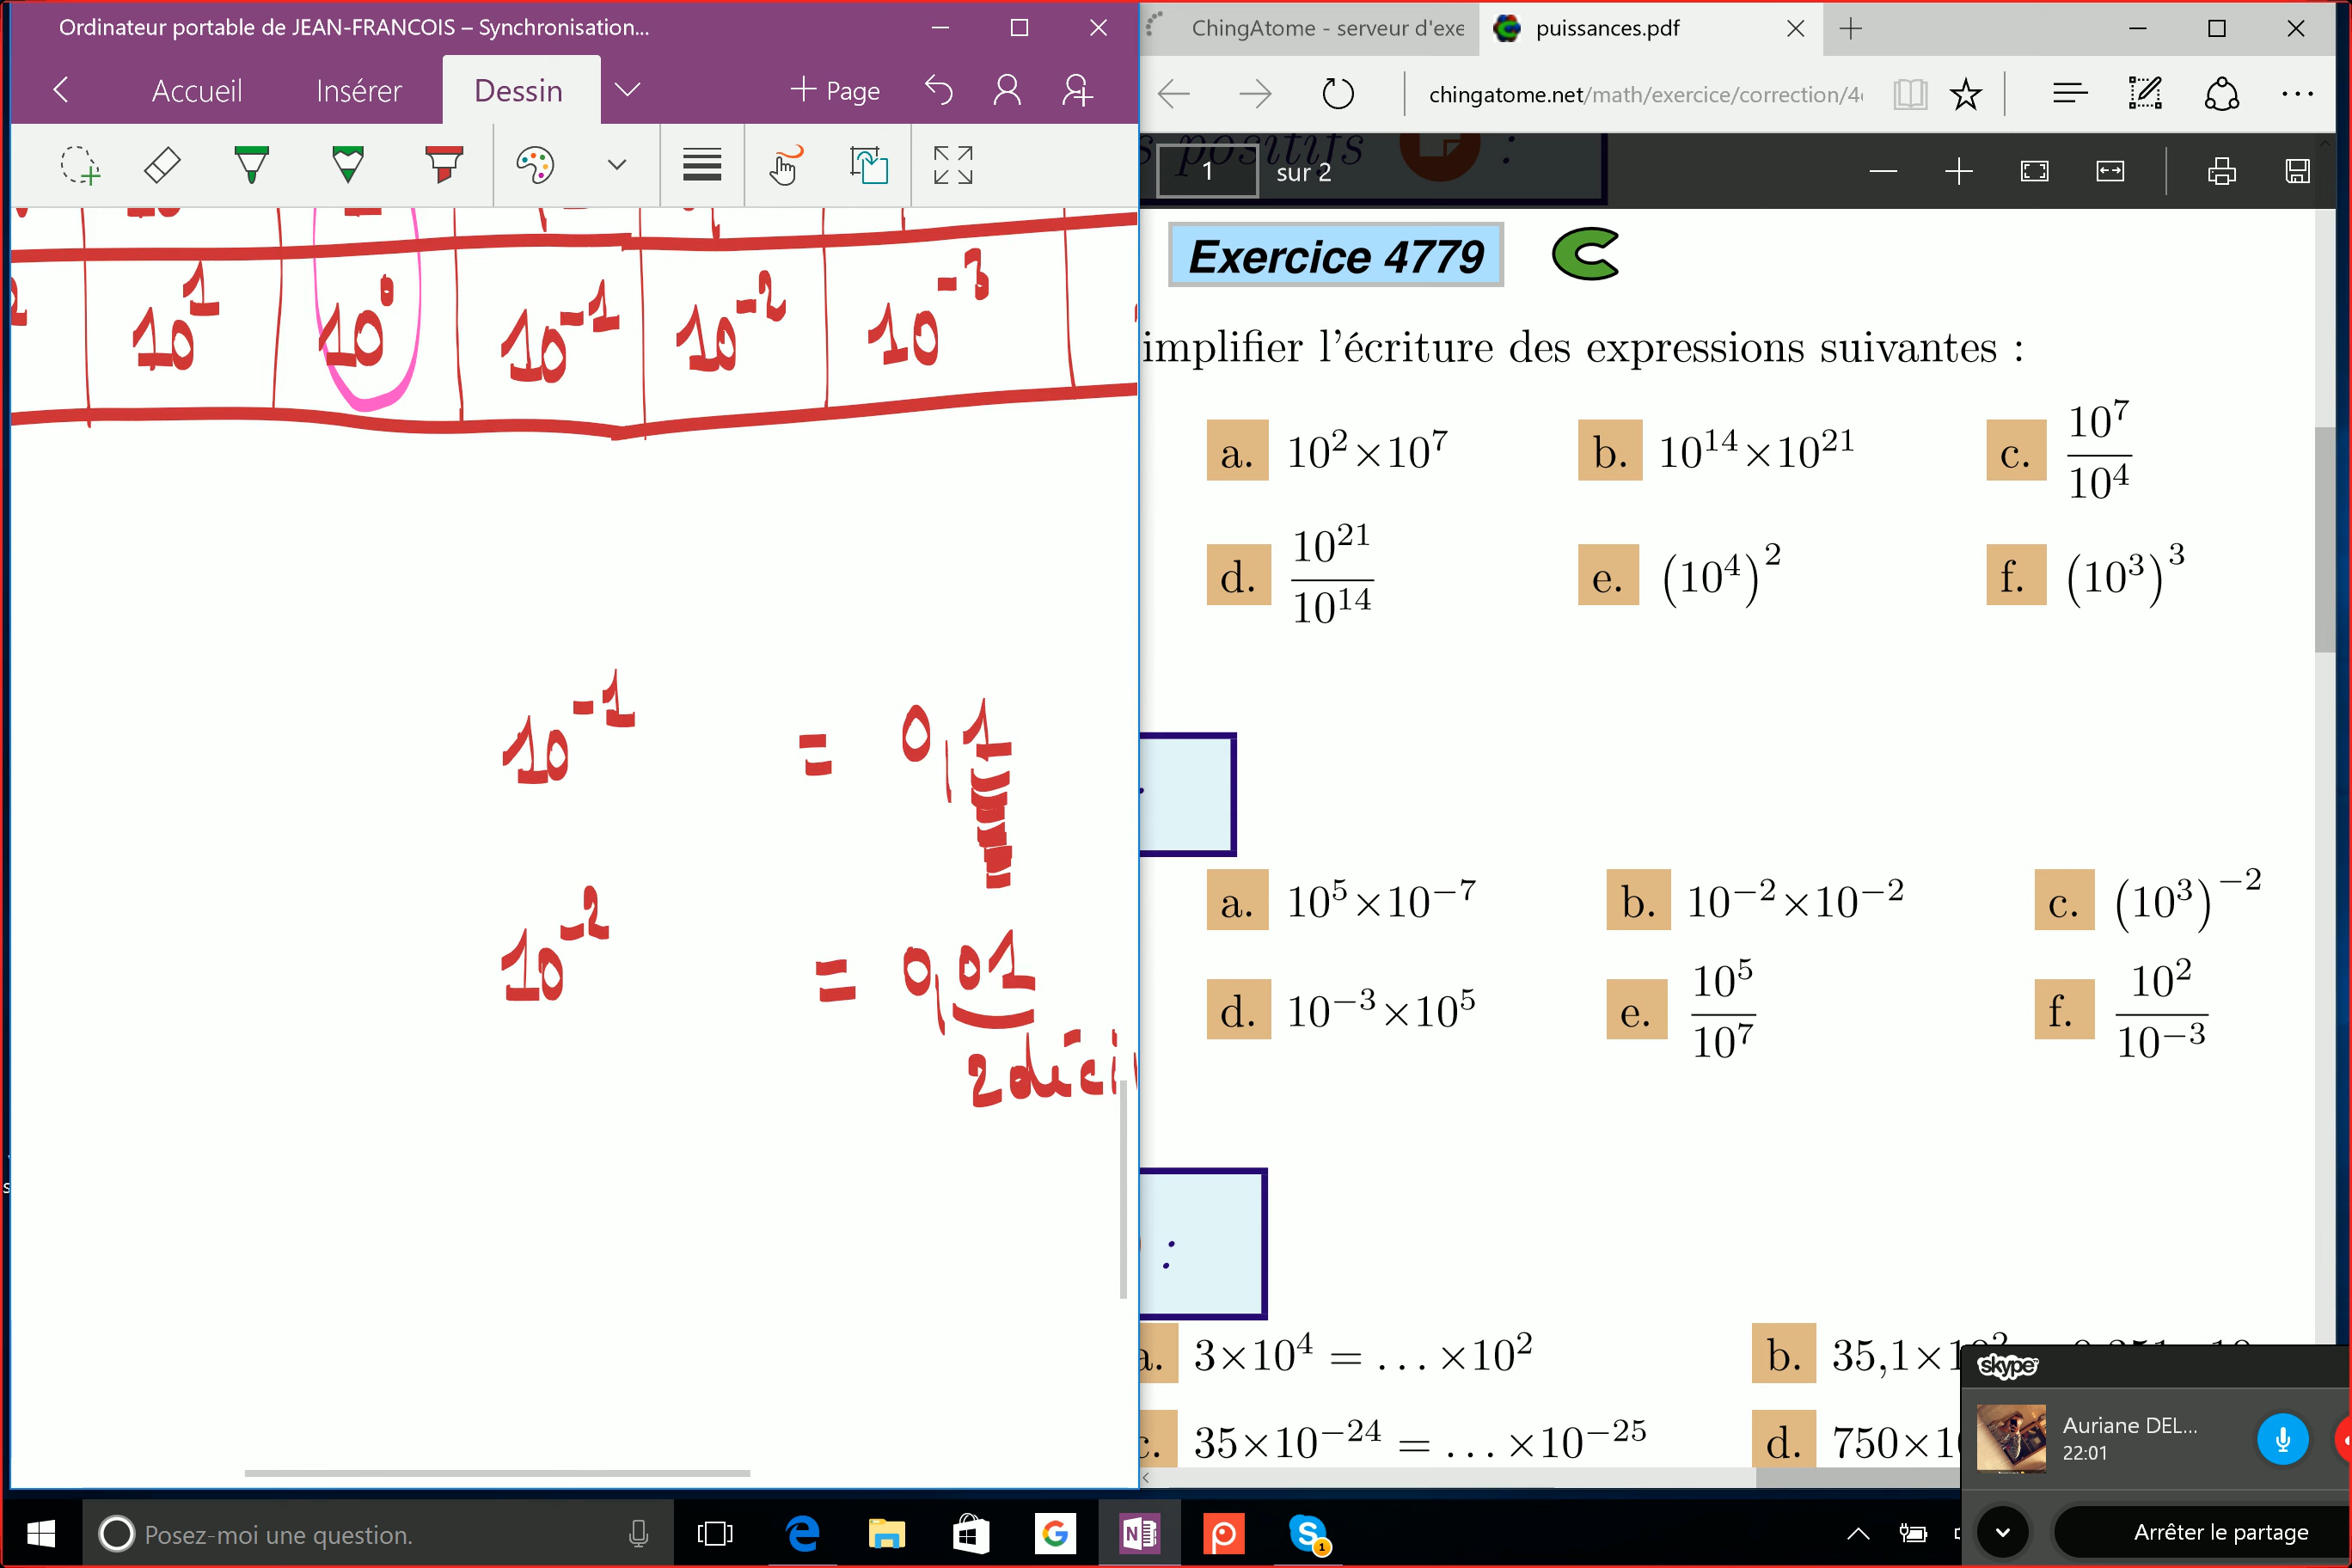 Ordinateur portable de JEAN-FRANCOIS – Synchronisation...
Accueil Insérer Dessin + Page
10^1 10^0 10^-1 10^-2 10^-3
10^-1 = 0,1
10^-2 = 0,01
ChingAtome - serveur d'exe puissances.pdf
chingatome.net/math/exercice/correction/4
s positifs :
1 sur 2
Exercice 4779
implifier l'écriture des expressions suivantes :
a. 10^2×10^7 b. 10^14×10^21 c. 10^7/10^4
d. 10^21/10^14 e. (10^4)^2 f. (10^3)^3
a. 10^5×10^-7 b. 10^-2×10^-2 c. (10^3)^-2
d. 10^-3×10^5 e. 10^5/10^7 f. 10^2/10^-3
:
a. 3×10^4 = ...×10^2 b. 35,1×1
c. 35×10^-24 = ...×10^-25 d. 750×1
skype
Auriane DEL...
22:01
Arrêter le partage
Posez-moi une question.